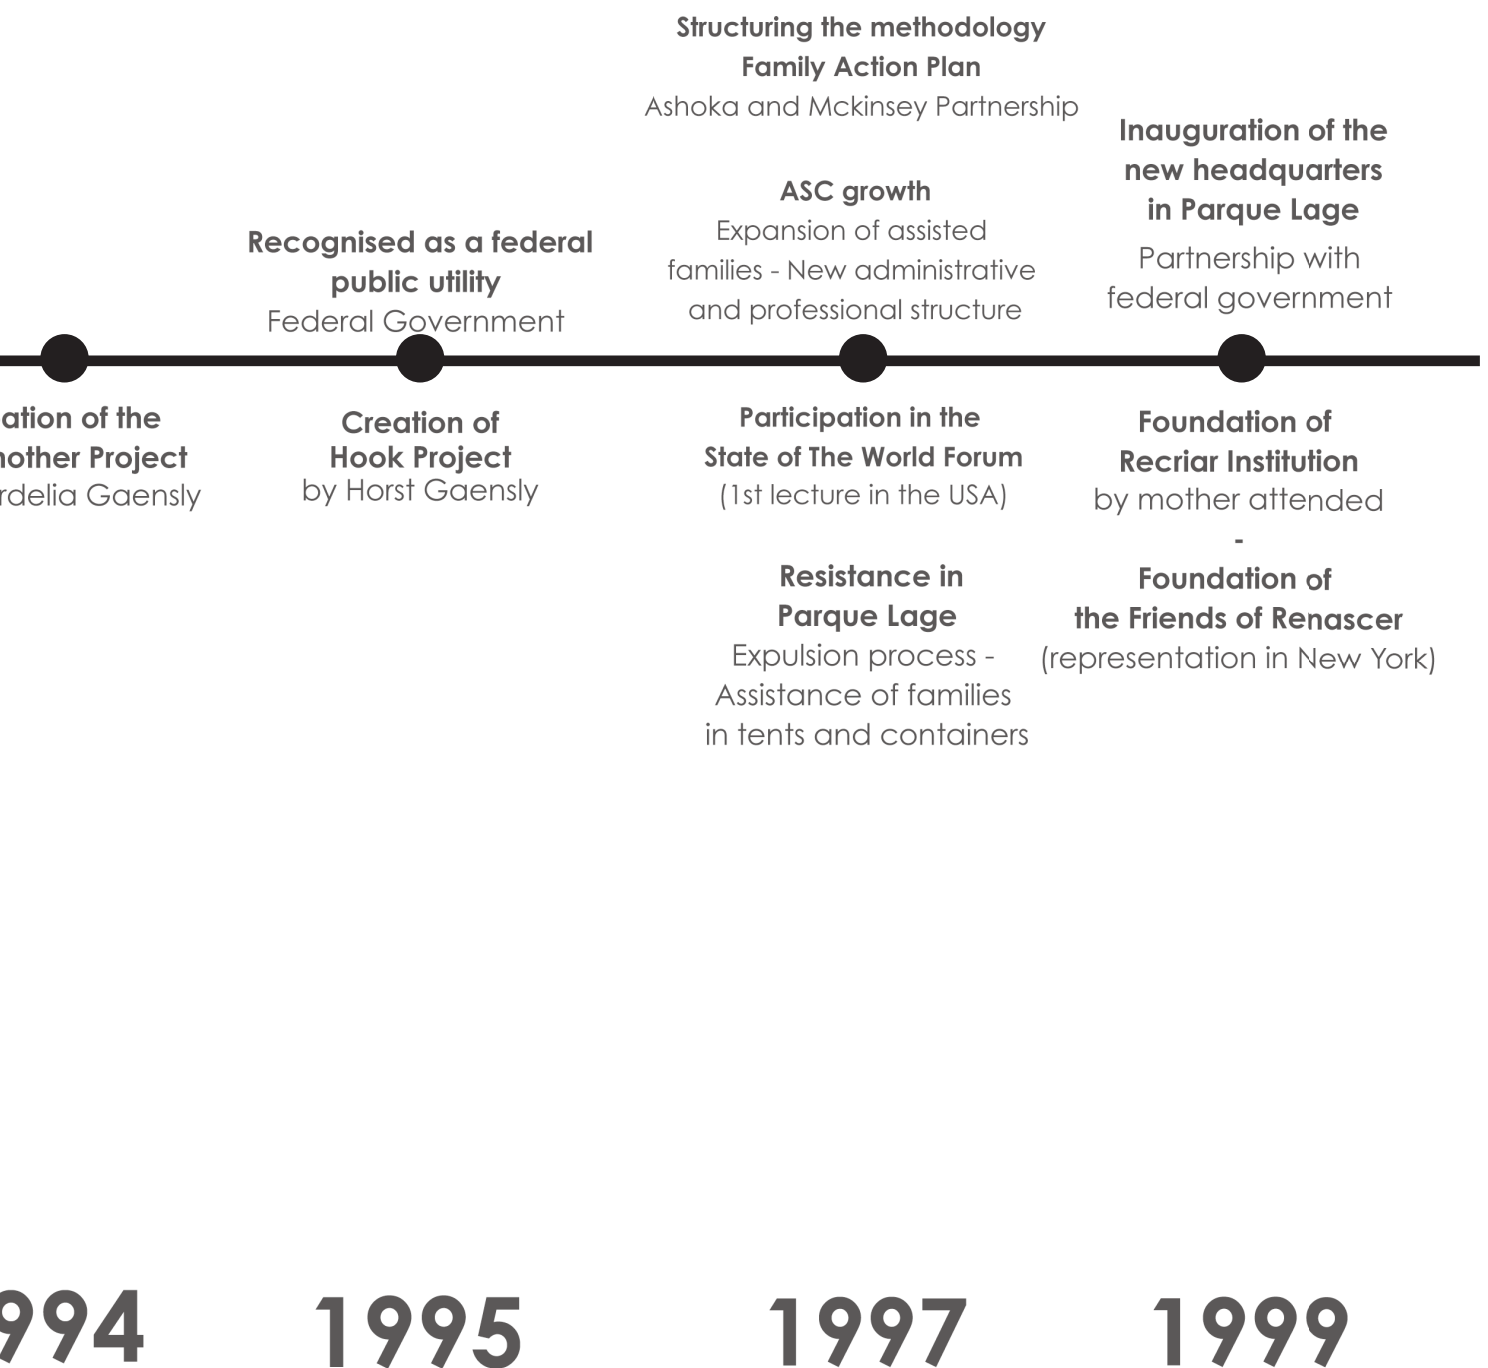 Structuring the methodology
Family Action Plan
Ashoka and Mckinsey Partnership
ASC growth
Expansion of assisted
families - New administrative
and professional structure
Inauguration of the
new headquarters
in Parque Lage
Partnership with
federal government
Recognised as a federal
public utility
Federal Government
ation of the
other Project
rdelia Gaensly
Creation of
Hook Project
by Horst Gaensly
Participation in the
State of The World Forum
(1st lecture in the USA)
Resistance in
Parque Lage
Expulsion process -
Assistance of families
in tents and containers
Foundation of
Recriar Institution
by mother attended
-
Foundation of
the Friends of Renascer
(representation in New York)
994
1995
1997
1999